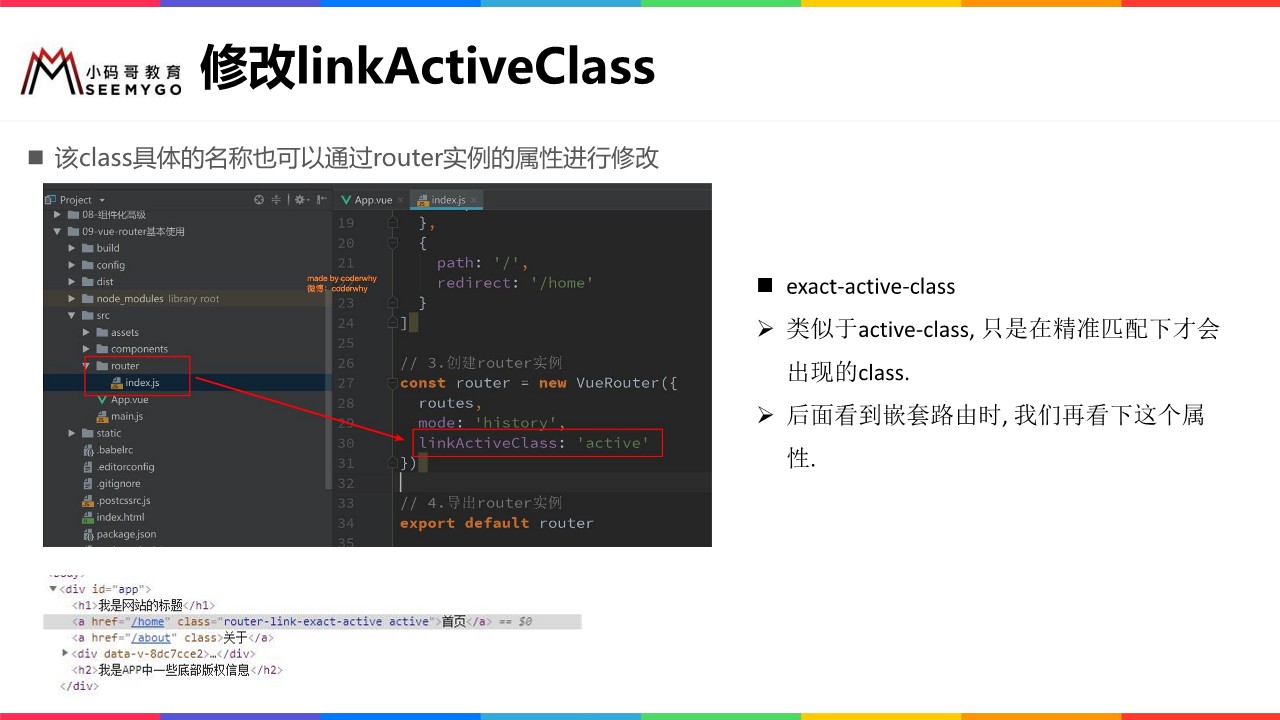 小码哥教育
SEEMYGO
修改linkActiveClass
■ 该class具体的名称也可以通过router实例的属性进行修改
Project
08-组件化高级
09-vue-router基本使用
build
config
dist
node_modules library root
src
assets
components
router
index.js
App.vue
main.js
static
.babelrc
.editorconfig
.gitignore
.postcssrc.js
index.html
package.json
made by coderwhy
微博: coderwhy
App.vue
index.js
19 },
20 {
21 path: '/',
redirect: '/home'
23 }
24 ]
25
26 // 3.创建router实例
27 const router = new VueRouter({
28 routes,
29 mode: 'history',
30 linkActiveClass: 'active'
31 })
32
33 // 4.导出router实例
34 export default router
35
■ exact-active-class
➢ 类似于active-class, 只是在精准匹配下才会
出现的class.
➢ 后面看到嵌套路由时, 我们再看下这个属
性.
<body>
▼<div id="app">
<h1>我是网站的标题</h1>
<a href="/home" class="router-link-exact-active active">首页</a> == $0
<a href="/about" class>关于</a>
▶<div data-v-8dc7cce2>…</div>
<h2>我是APP中一些底部版权信息</h2>
</div>